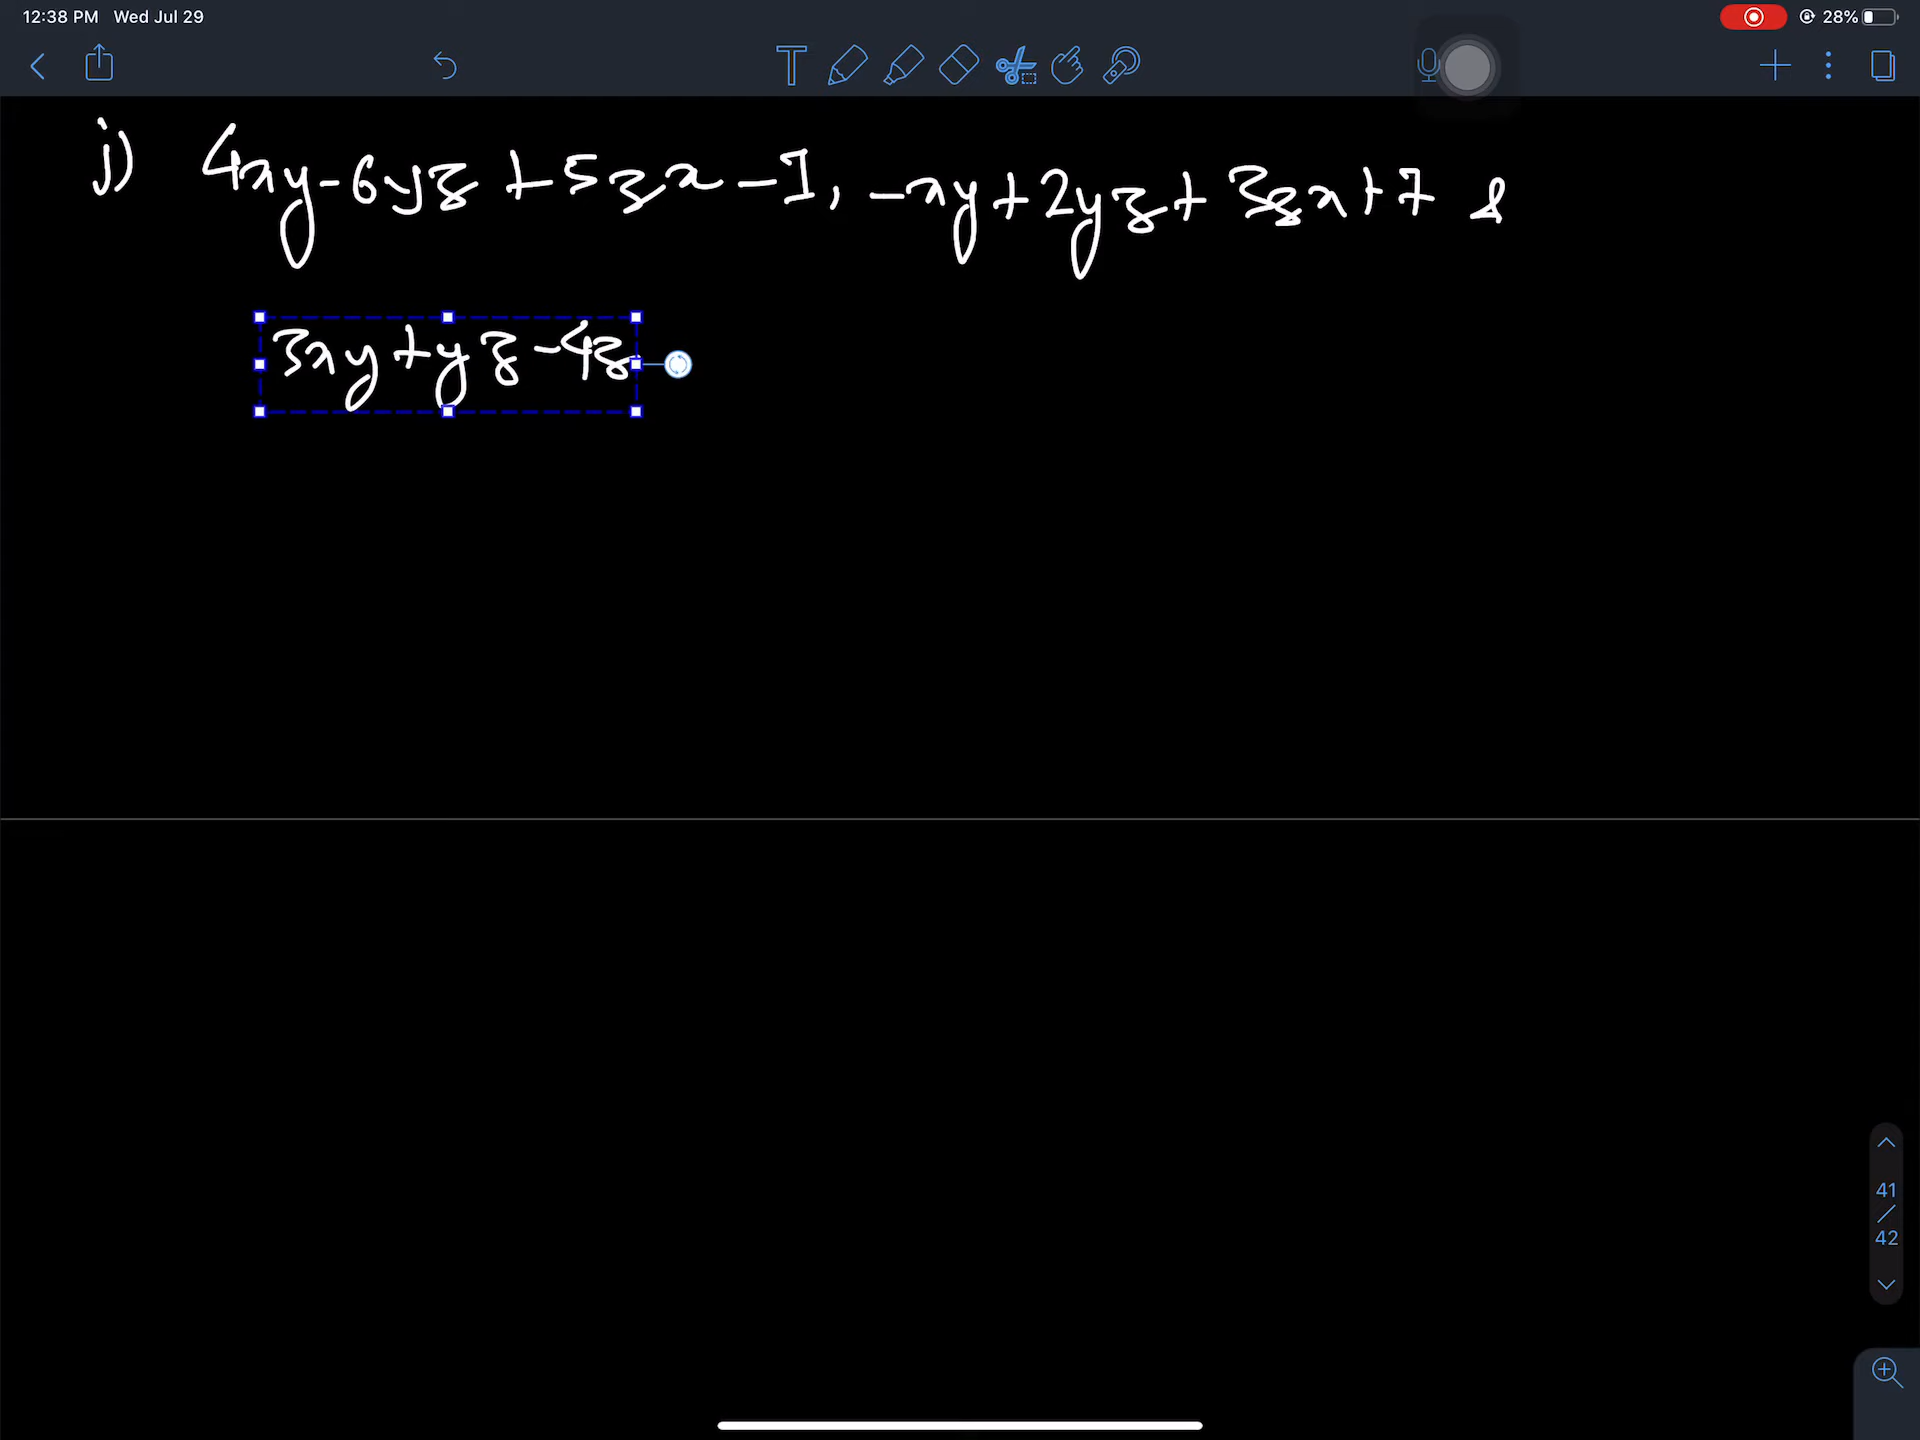 12:38 PM Wed Jul 29
28%
T
j) 4xy-6yz+5zx-1, -xy+2yz+3zx+7 &
3xy+yz-4z
41
/
42